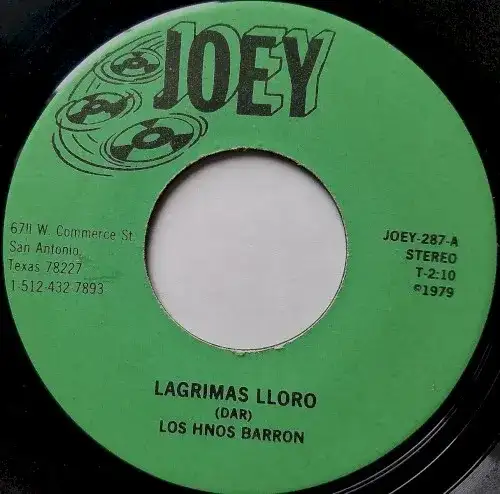 JOEY
6711 W. Commerce St.
San Antonio,
Texas 78227
1-512-432-7893
JOEY-287-A
STEREO
T-2:10
©1979
LAGRIMAS LLORO
(DAR)
LOS HNOS BARRON